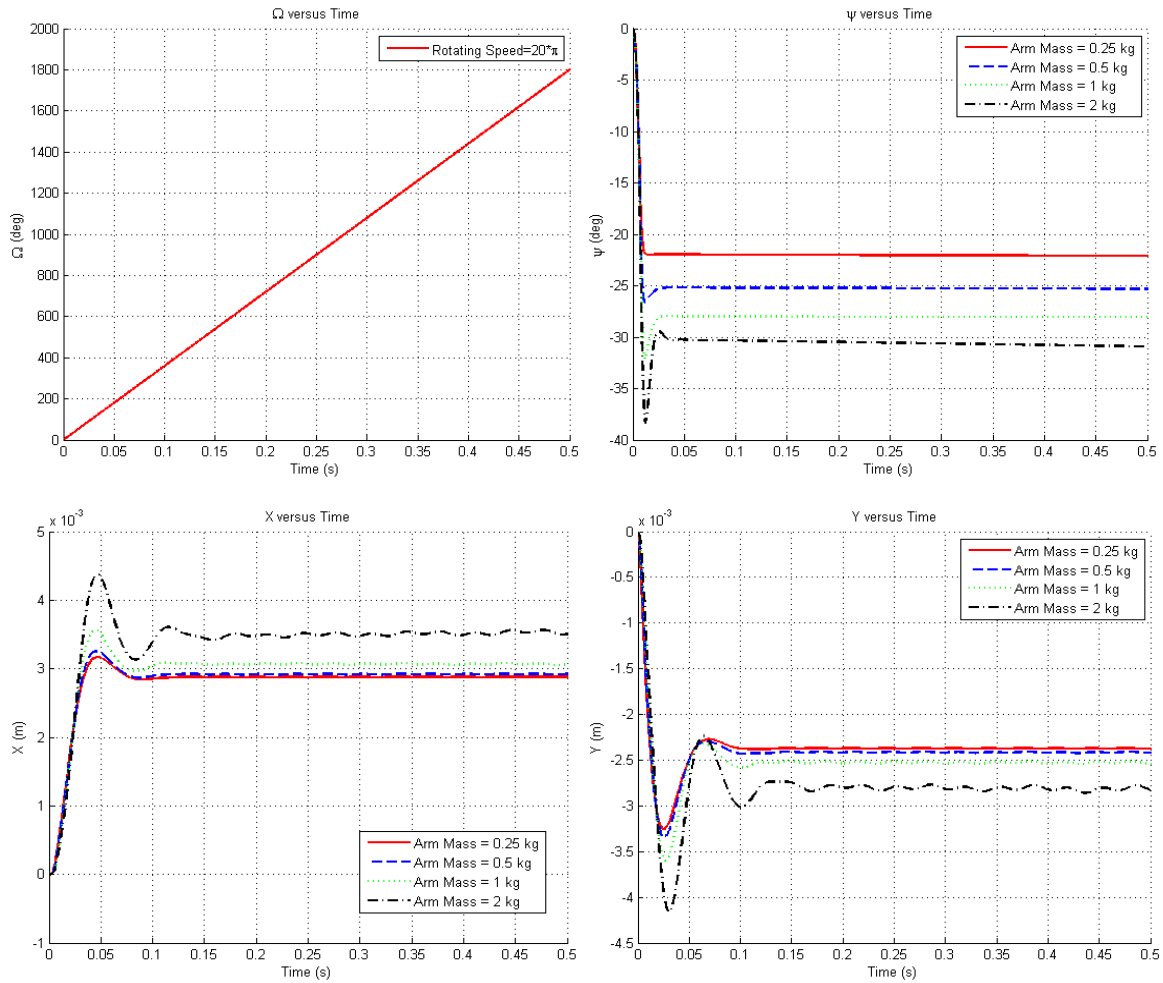 Ω versus Time
2000
1800
1600
1400
1200
1000
800
600
400
200
0
Ω (deg)
Rotating Speed=20*π
0 0.05 0.1 0.15 0.2 0.25 0.3 0.35 0.4 0.45 0.5
Time (s)
ψ versus Time
0
-5
-10
-15
-20
-25
-30
-35
-40
ψ (deg)
Arm Mass = 0.25 kg
Arm Mass = 0.5 kg
Arm Mass = 1 kg
Arm Mass = 2 kg
0 0.05 0.1 0.15 0.2 0.25 0.3 0.35 0.4 0.45 0.5
Time (s)
X versus Time
x 10^-3
5
4
3
2
1
0
-1
X (m)
Arm Mass = 0.25 kg
Arm Mass = 0.5 kg
Arm Mass = 1 kg
Arm Mass = 2 kg
0 0.05 0.1 0.15 0.2 0.25 0.3 0.35 0.4 0.45 0.5
Time (s)
Y versus Time
x 10^-3
0
-0.5
-1
-1.5
-2
-2.5
-3
-3.5
-4
-4.5
Y (m)
Arm Mass = 0.25 kg
Arm Mass = 0.5 kg
Arm Mass = 1 kg
Arm Mass = 2 kg
0 0.05 0.1 0.15 0.2 0.25 0.3 0.35 0.4 0.45 0.5
Time (s)